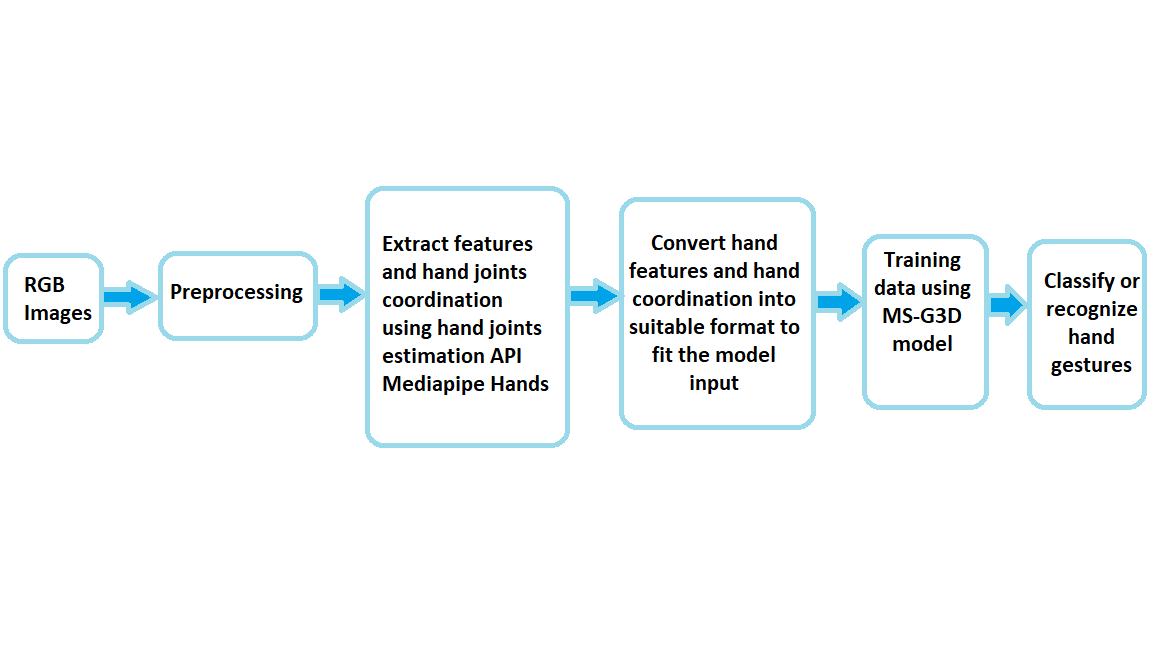 RGB
Images
Preprocessing
Extract features
and hand joints
coordination
using hand joints
estimation API
Mediapipe Hands
Convert hand
features and hand
coordination into
suitable format to
fit the model
input
Training
data using
MS-G3D
model
Classify or
recognize
hand
gestures